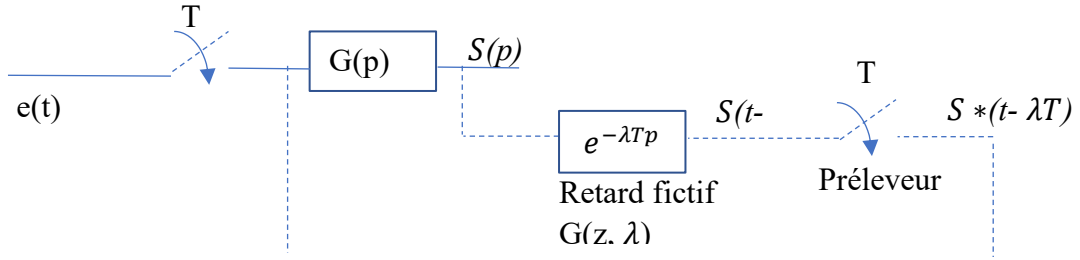 T
e(t)
G(p)
S(p)
e^{-λTp}
Retard fictif
G(z, λ)
S(t-
T
Préleveur
S *(t- λT)